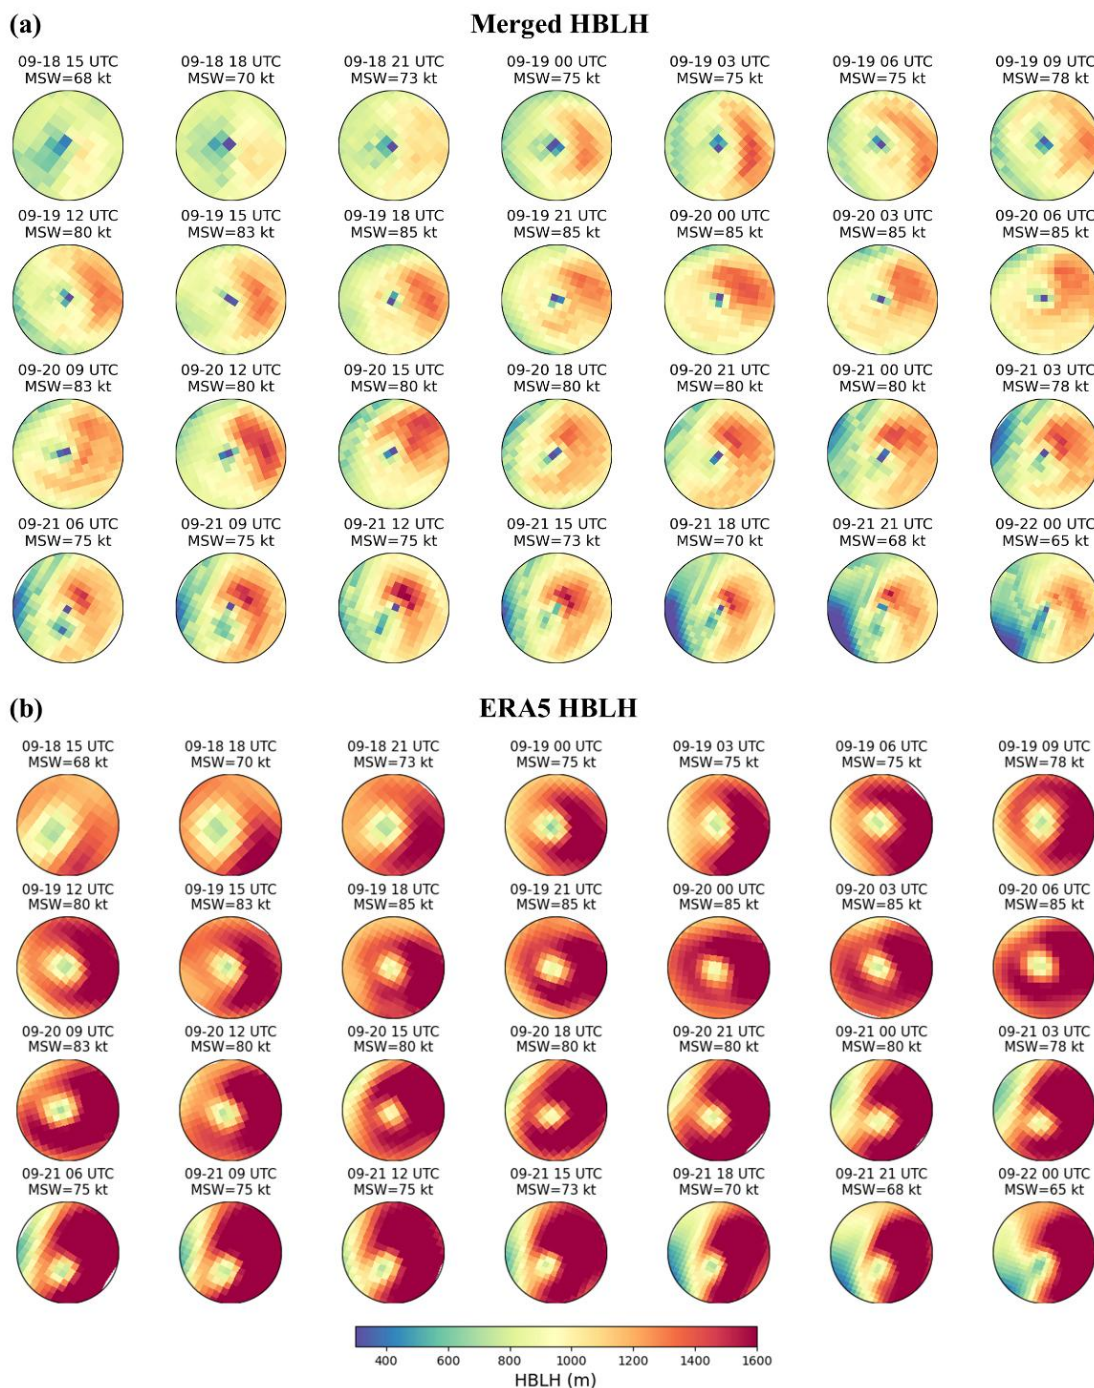 (a) Merged HBLH
09-18 15 UTC 09-18 18 UTC 09-18 21 UTC 09-19 00 UTC 09-19 03 UTC 09-19 06 UTC 09-19 09 UTC
MSW=68 kt MSW=70 kt MSW=73 kt MSW=75 kt MSW=75 kt MSW=75 kt MSW=78 kt
09-19 12 UTC 09-19 15 UTC 09-19 18 UTC 09-19 21 UTC 09-20 00 UTC 09-20 03 UTC 09-20 06 UTC
MSW=80 kt MSW=83 kt MSW=85 kt MSW=85 kt MSW=85 kt MSW=85 kt MSW=85 kt
09-20 09 UTC 09-20 12 UTC 09-20 15 UTC 09-20 18 UTC 09-20 21 UTC 09-21 00 UTC 09-21 03 UTC
MSW=83 kt MSW=80 kt MSW=80 kt MSW=80 kt MSW=80 kt MSW=80 kt MSW=78 kt
09-21 06 UTC 09-21 09 UTC 09-21 12 UTC 09-21 15 UTC 09-21 18 UTC 09-21 21 UTC 09-22 00 UTC
MSW=75 kt MSW=75 kt MSW=75 kt MSW=73 kt MSW=70 kt MSW=68 kt MSW=65 kt
(b) ERA5 HBLH
09-18 15 UTC 09-18 18 UTC 09-18 21 UTC 09-19 00 UTC 09-19 03 UTC 09-19 06 UTC 09-19 09 UTC
MSW=68 kt MSW=70 kt MSW=73 kt MSW=75 kt MSW=75 kt MSW=75 kt MSW=78 kt
09-19 12 UTC 09-19 15 UTC 09-19 18 UTC 09-19 21 UTC 09-20 00 UTC 09-20 03 UTC 09-20 06 UTC
MSW=80 kt MSW=83 kt MSW=85 kt MSW=85 kt MSW=85 kt MSW=85 kt MSW=85 kt
09-20 09 UTC 09-20 12 UTC 09-20 15 UTC 09-20 18 UTC 09-20 21 UTC 09-21 00 UTC 09-21 03 UTC
MSW=83 kt MSW=80 kt MSW=80 kt MSW=80 kt MSW=80 kt MSW=80 kt MSW=78 kt
09-21 06 UTC 09-21 09 UTC 09-21 12 UTC 09-21 15 UTC 09-21 18 UTC 09-21 21 UTC 09-22 00 UTC
MSW=75 kt MSW=75 kt MSW=75 kt MSW=73 kt MSW=70 kt MSW=68 kt MSW=65 kt
400 600 800 1000 1200 1400 1600
HBLH (m)